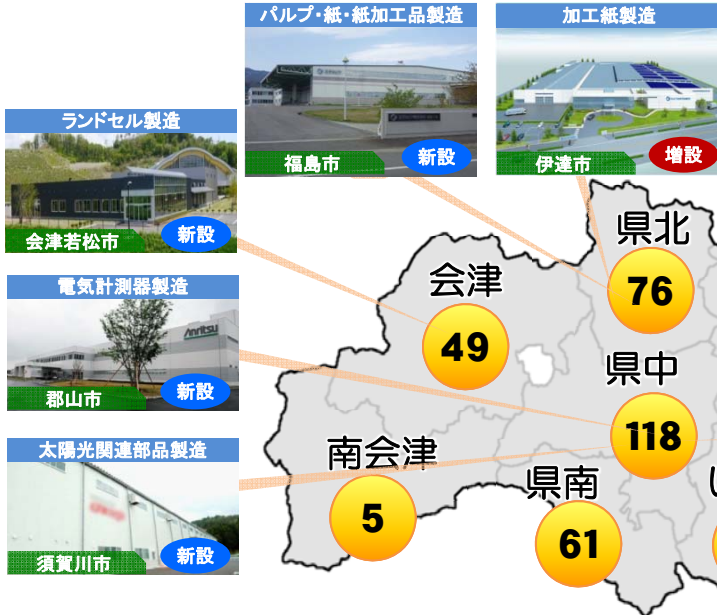 パルプ・紙・紙加工品製造
福島市
新設
加工紙製造
伊達市
増設
ランドセル製造
会津若松市
新設
電気計測器製造
Anritsu
郡山市
新設
太陽光関連部品製造
須賀川市
新設
県北
76
会津
49
県中
118
南会津
5
県南
61
い